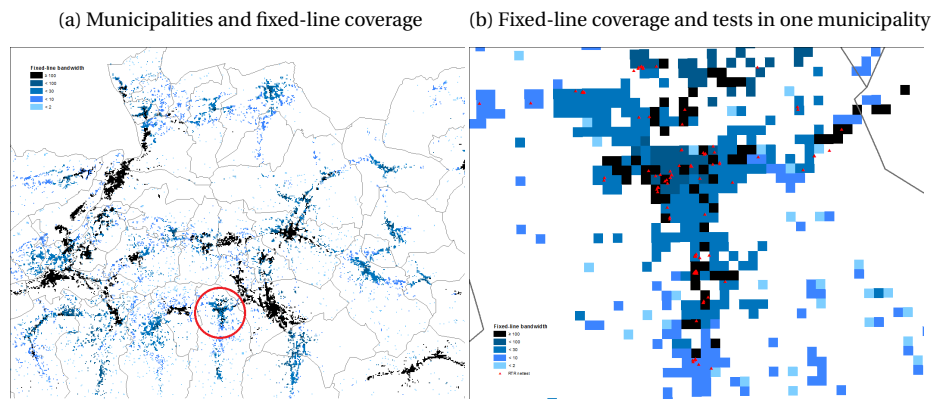 (a) Municipalities and fixed-line coverage
(b) Fixed-line coverage and tests in one municipality
Fixed-line bandwidth
≥ 100
< 100
< 30
< 10
< 2
Fixed-line bandwidth
< 100
< 30
< 10
< 2